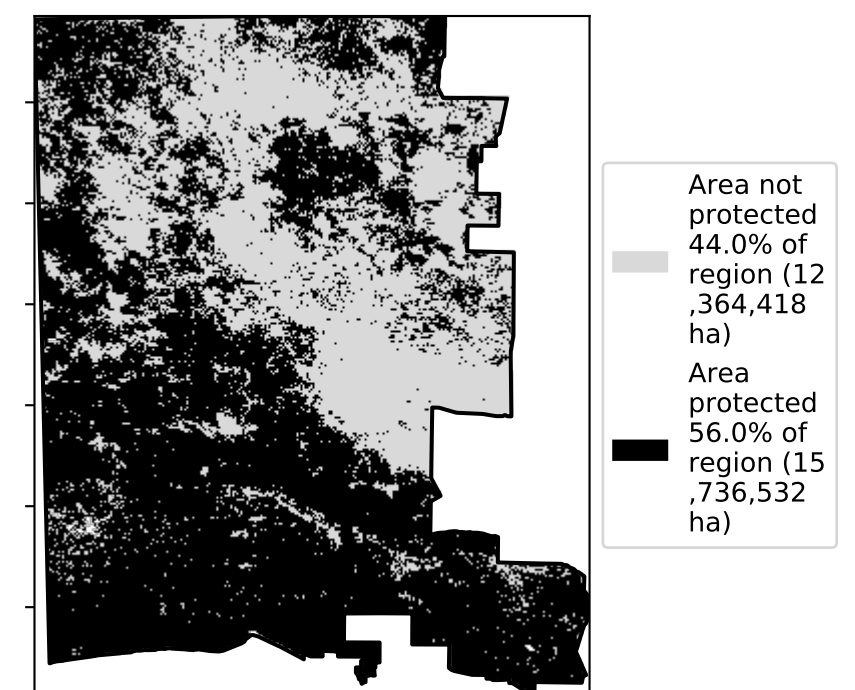 Area not
protected
44.0% of
region (12
,364,418
ha)
Area
protected
56.0% of
region (15
,736,532
ha)